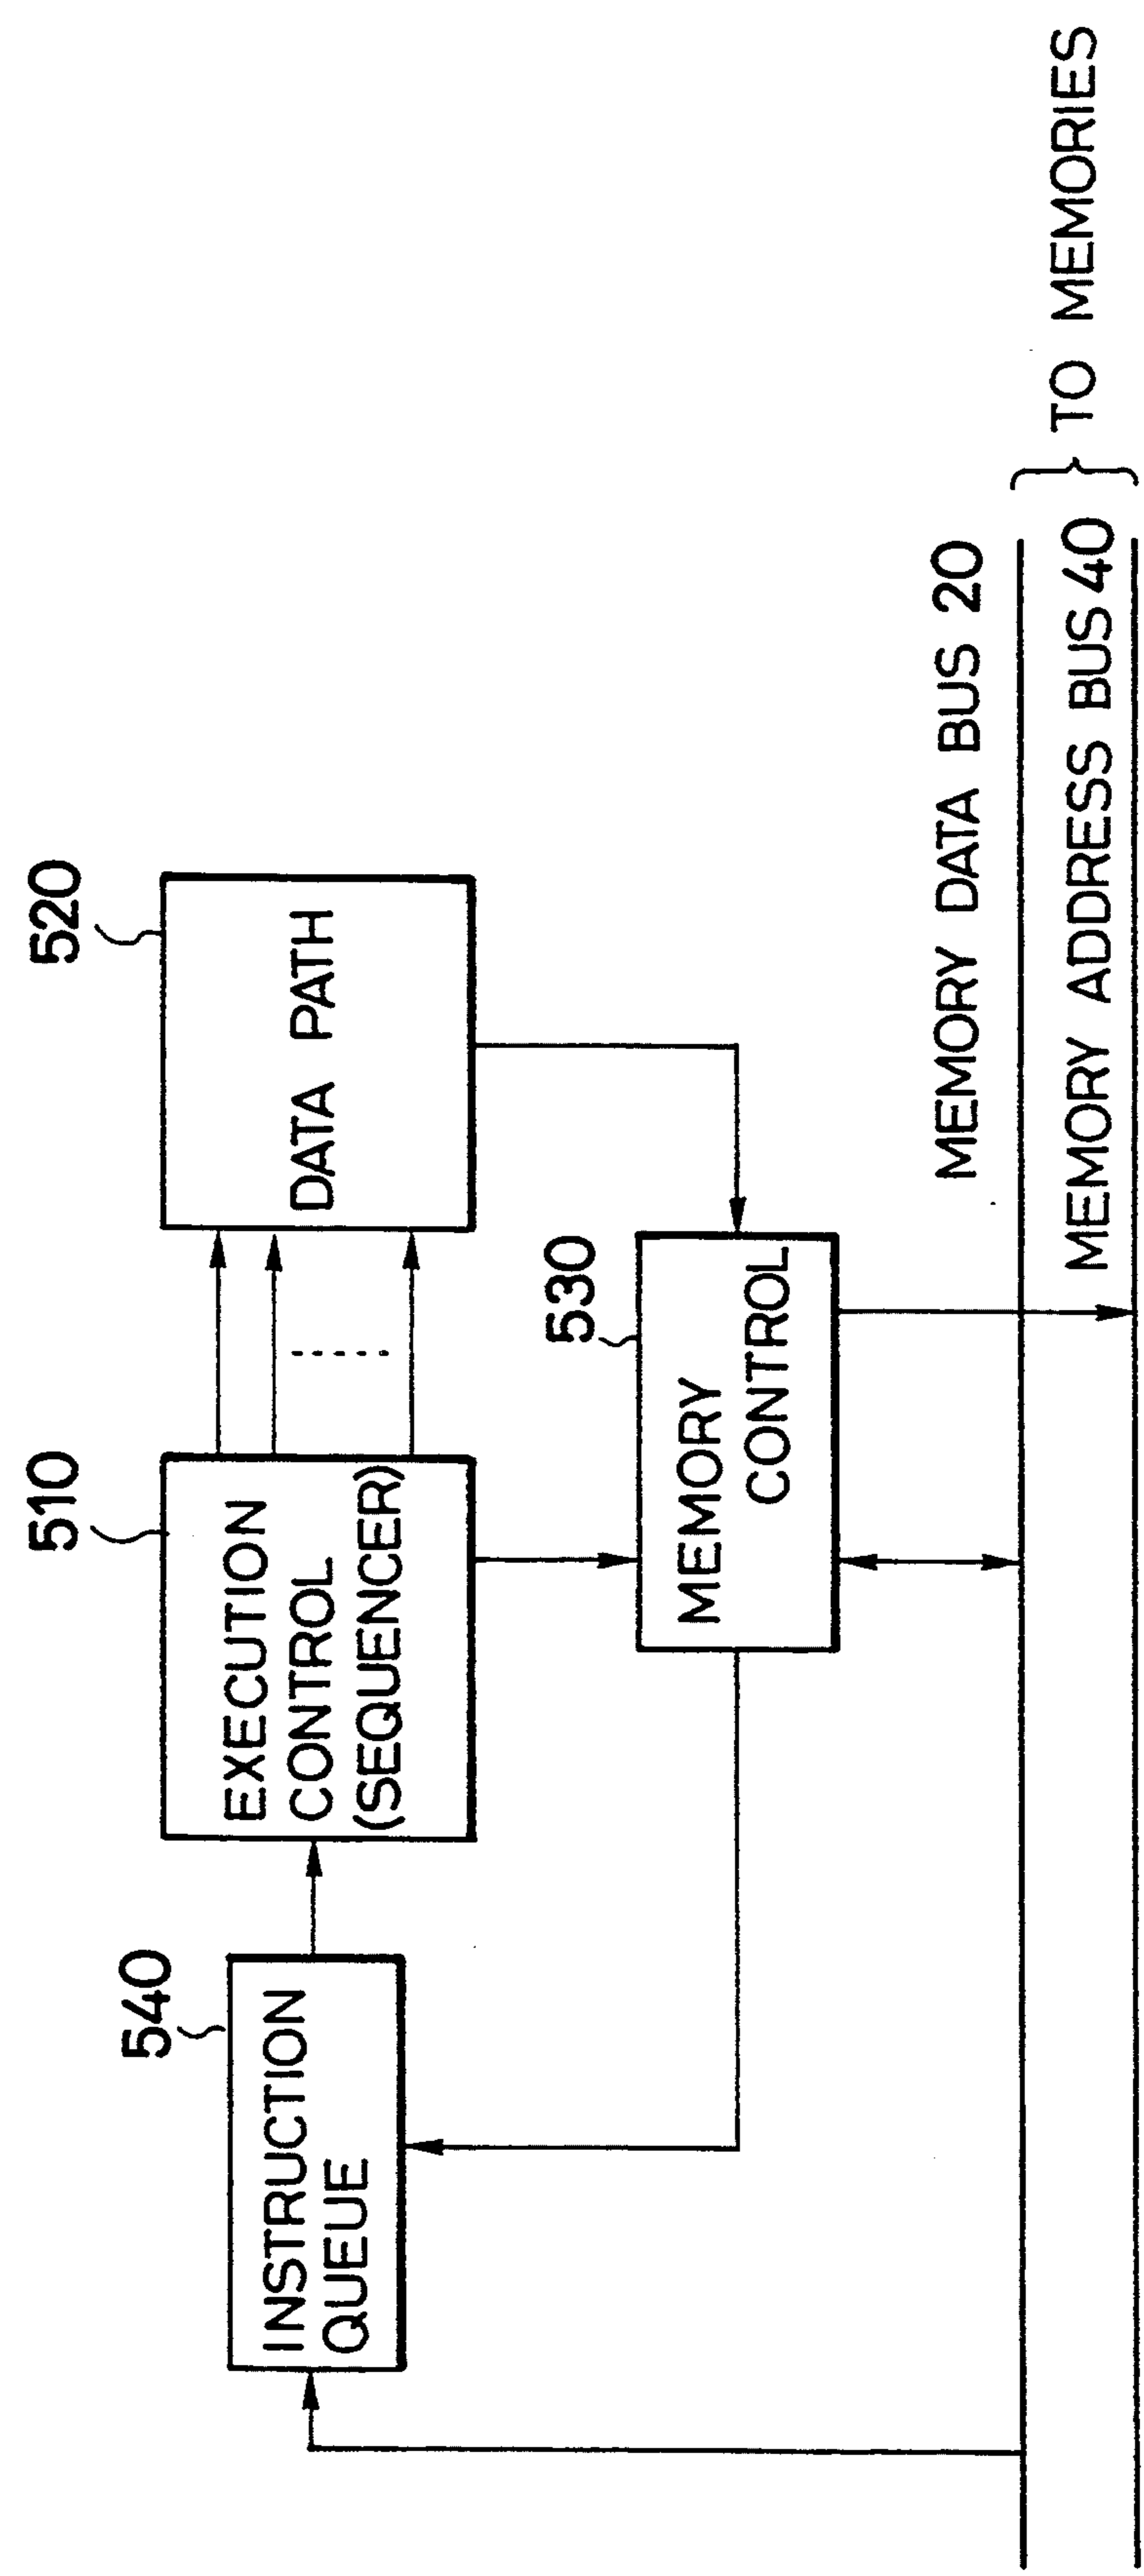 510
520
540
EXECUTION
CONTROL
(SEQUENCER)
DATA PATH
INSTRUCTION
QUEUE
530
MEMORY
CONTROL
MEMORY DATA BUS 20
MEMORY ADDRESS BUS 40
TO MEMORIES